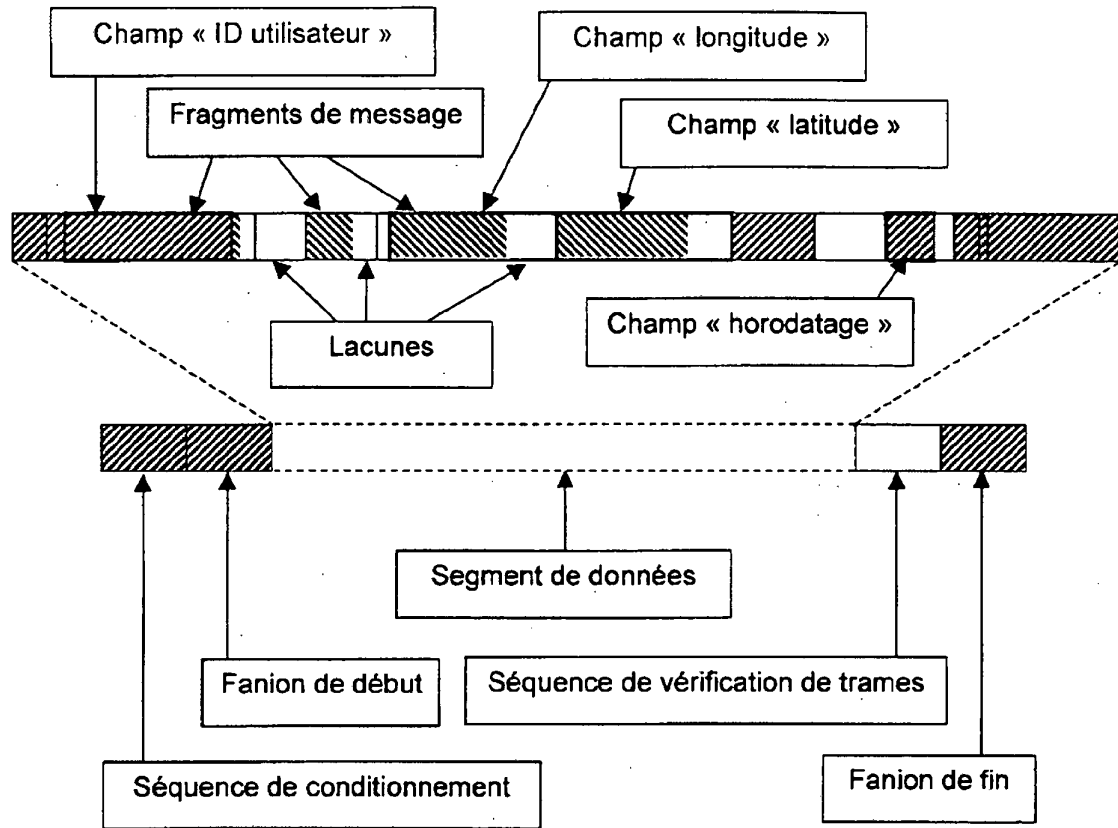 Champ « ID utilisateur »
Champ « longitude »
Fragments de message
Champ « latitude »
Champ « horodatage »
Lacunes
Segment de données
Fanion de début
Séquence de vérification de trames
Séquence de conditionnement
Fanion de fin